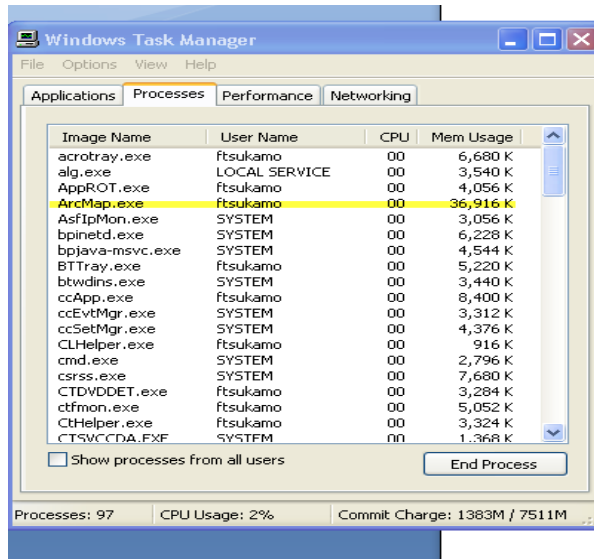 Windows Task Manager
File Options View Help
Applications Processes Performance Networking
Image Name User Name CPU Mem Usage
acrotray.exe ftsukamo 00 6,680 K
alg.exe LOCAL SERVICE 00 3,540 K
AppROT.exe ftsukamo 00 4,056 K
ArcMap.exe ftsukamo 00 36,916 K
AsfIpMon.exe SYSTEM 00 3,056 K
bpinetd.exe SYSTEM 00 6,228 K
bpjava-msvc.exe SYSTEM 00 4,544 K
BTTray.exe ftsukamo 00 5,220 K
btwdins.exe SYSTEM 00 3,440 K
ccApp.exe ftsukamo 00 8,400 K
ccEvtMgr.exe SYSTEM 00 3,312 K
ccSetMgr.exe SYSTEM 00 4,376 K
CLHelper.exe ftsukamo 00 916 K
cmd.exe SYSTEM 00 2,796 K
csrss.exe SYSTEM 00 7,680 K
CTDVDDET.exe ftsukamo 00 3,284 K
ctfmon.exe ftsukamo 00 5,052 K
CtHelper.exe ftsukamo 00 3,324 K
CTSVCCDA.EXE SYSTEM 00 1,368 K
Show processes from all users
End Process
Processes: 97 CPU Usage: 2% Commit Charge: 1383M / 7511M